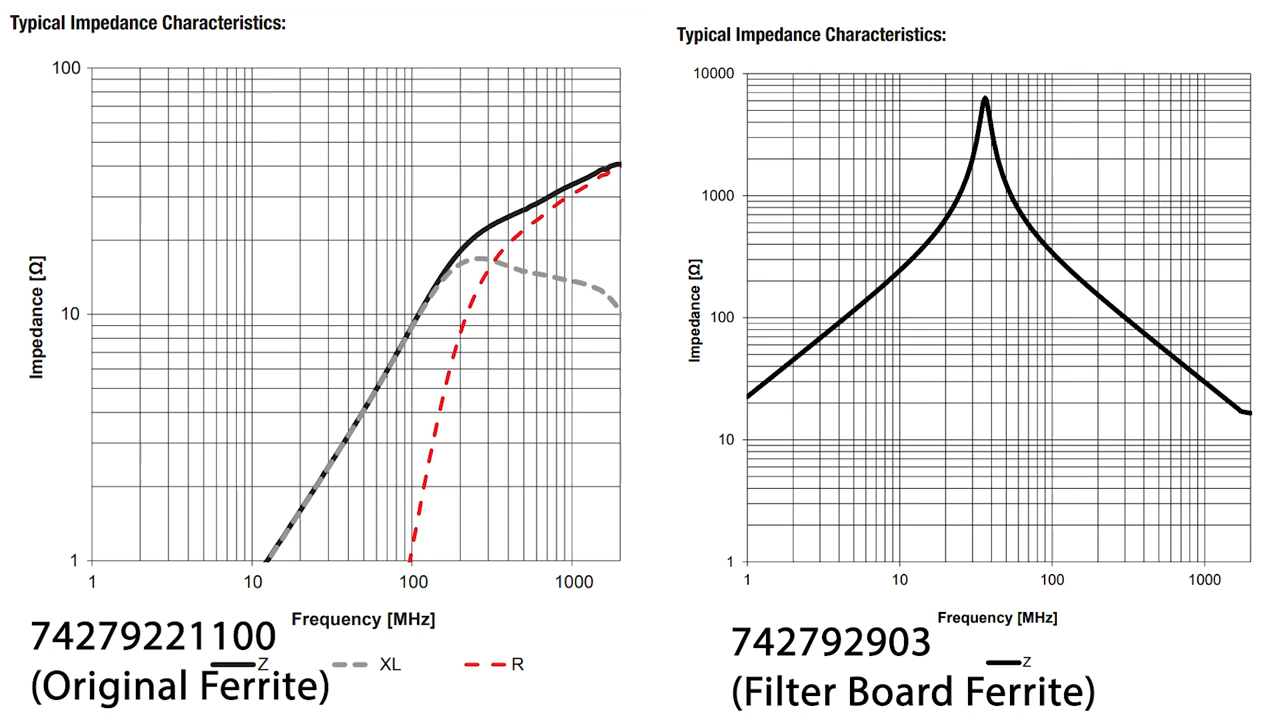 Typical Impedance Characteristics:
100
10
1
Impedance [Ω]
1
10
100
1000
Frequency [MHz]
Z
XL
R
74279221100
(Original Ferrite)
Typical Impedance Characteristics:
10000
1000
100
10
1
Impedance [Ω]
1
10
100
1000
Frequency [MHz]
Z
742792903
(Filter Board Ferrite)